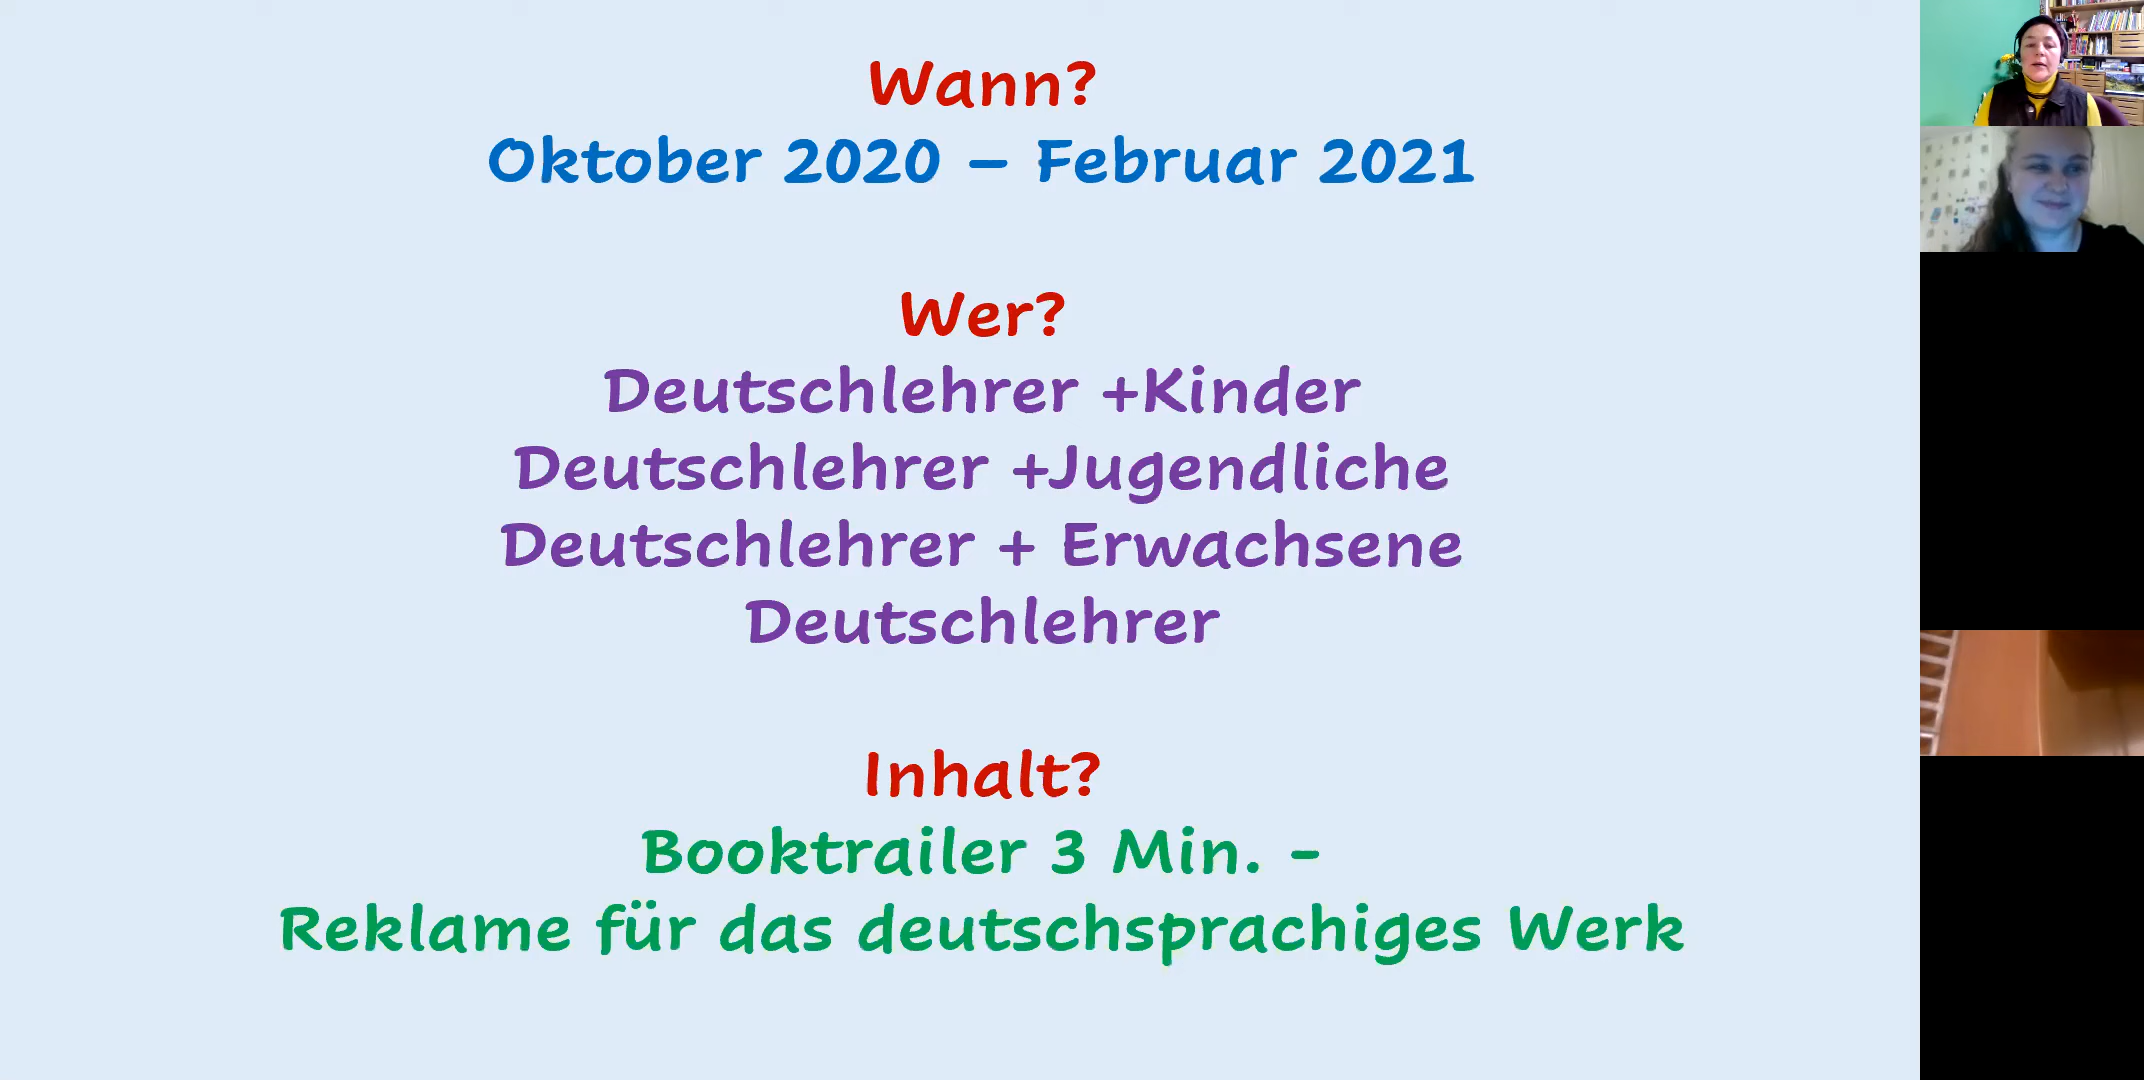 Wann?
Oktober 2020 – Februar 2021
Wer?
Deutschlehrer +Kinder
Deutschlehrer +Jugendliche
Deutschlehrer + Erwachsene
Deutschlehrer
Inhalt?
Booktrailer 3 Min. -
Reklame für das deutschsprachiges Werk